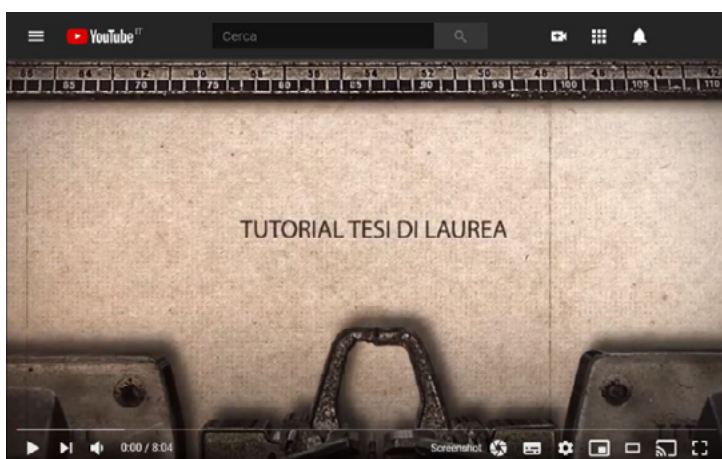 YouTube IT
Cerca
TUTORIAL TESI DI LAUREA
0:00 / 8:04
Screenshot